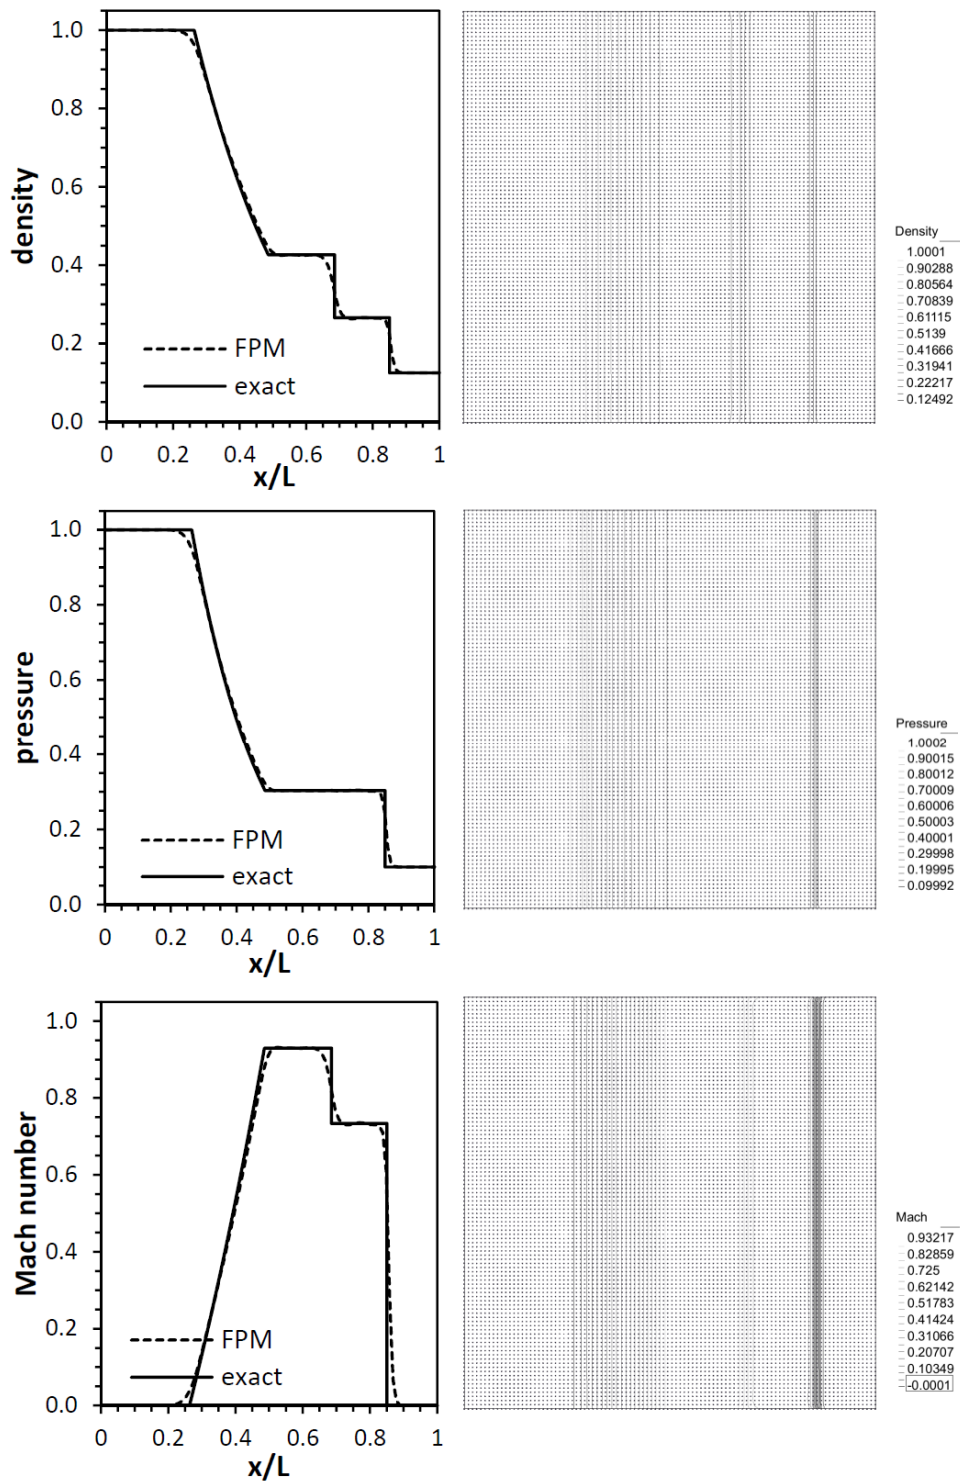 1.0
0.8
0.6
0.4
0.2
0.0
density
FPM
exact
0 0.2 0.4 0.6 0.8 1
x/L
Density
1.0001
0.90288
0.80564
0.70839
0.61115
0.5139
0.41666
0.31941
0.22217
0.12492
1.0
0.8
0.6
0.4
0.2
0.0
pressure
FPM
exact
0 0.2 0.4 0.6 0.8 1
x/L
Pressure
1.0002
0.90015
0.80012
0.70009
0.60006
0.50003
0.40001
0.29998
0.19995
0.09992
1.0
0.8
0.6
0.4
0.2
0.0
Mach number
FPM
exact
0 0.2 0.4 0.6 0.8 1
x/L
Mach
0.93217
0.82859
0.725
0.62142
0.51783
0.41424
0.31066
0.20707
0.10349
-0.0001